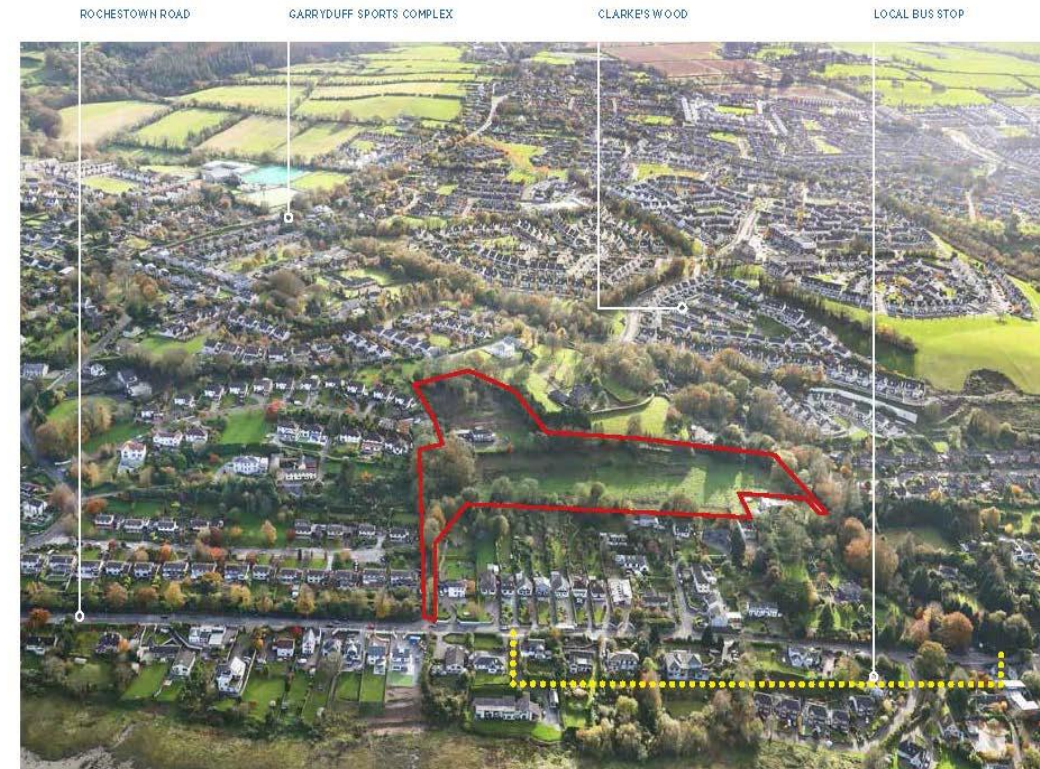 ROCHESTOWN ROAD
GARRYDUFF SPORTS COMPLEX
CLARKE'S WOOD
LOCAL BUS STOP